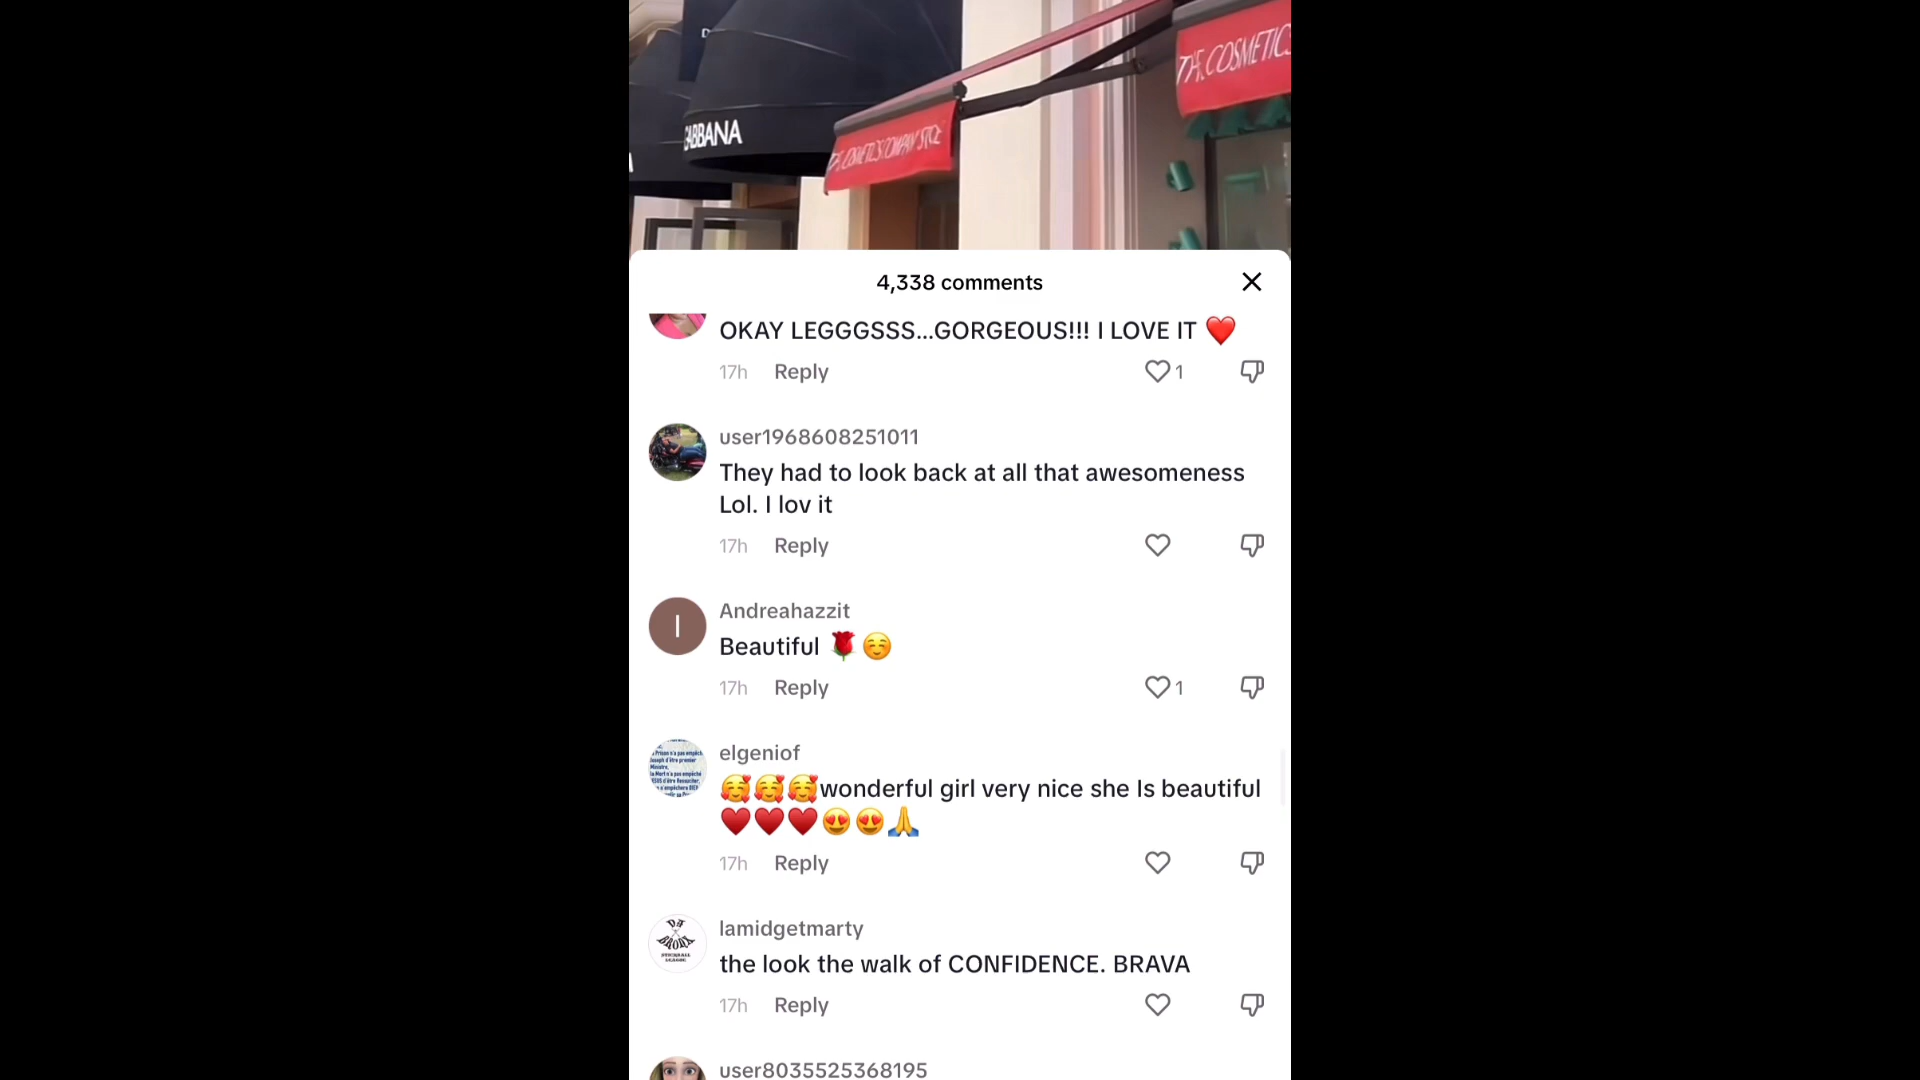 GABBANA
THE COSMETICS COMPANY STORE
THE COSMETICS
4,338 comments
OKAY LEGGGSSS...GORGEOUS!!! I LOVE IT ❤️
17h Reply 1
user1968608251011
They had to look back at all that awesomeness
Lol. I lov it
17h Reply
I
Andreahazzit
Beautiful 🌹☺️
17h Reply 1
elgeniof
🥰🥰🥰wonderful girl very nice she Is beautiful
♥️♥️♥️😍😍🙏
17h Reply
lamidgetmarty
the look the walk of CONFIDENCE. BRAVA
17h Reply
user8035525368195